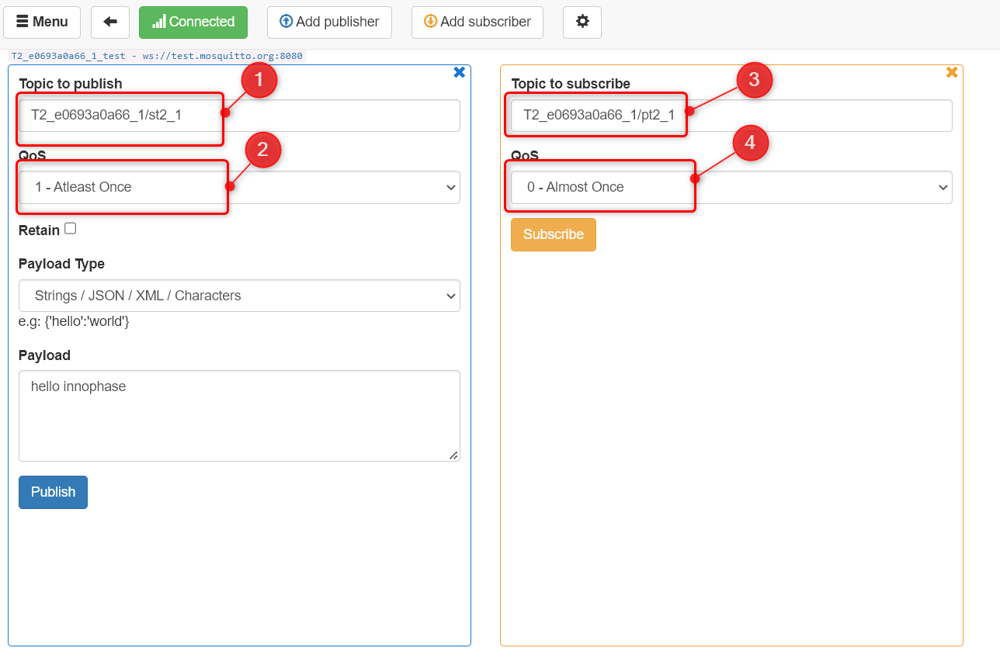 Menu Connected Add publisher Add subscriber
T2_e0693a0a66_1_test - ws://test.mosquitto.org:8080
Topic to publish
1
T2_e0693a0a66_1/st2_1
QoS
2
1 - Atleast Once
Retain
Payload Type
Strings / JSON / XML / Characters
e.g: {'hello':'world'}
Payload
hello innophase
Publish
Topic to subscribe
3
T2_e0693a0a66_1/pt2_1
QoS
4
0 - Almost Once
Subscribe